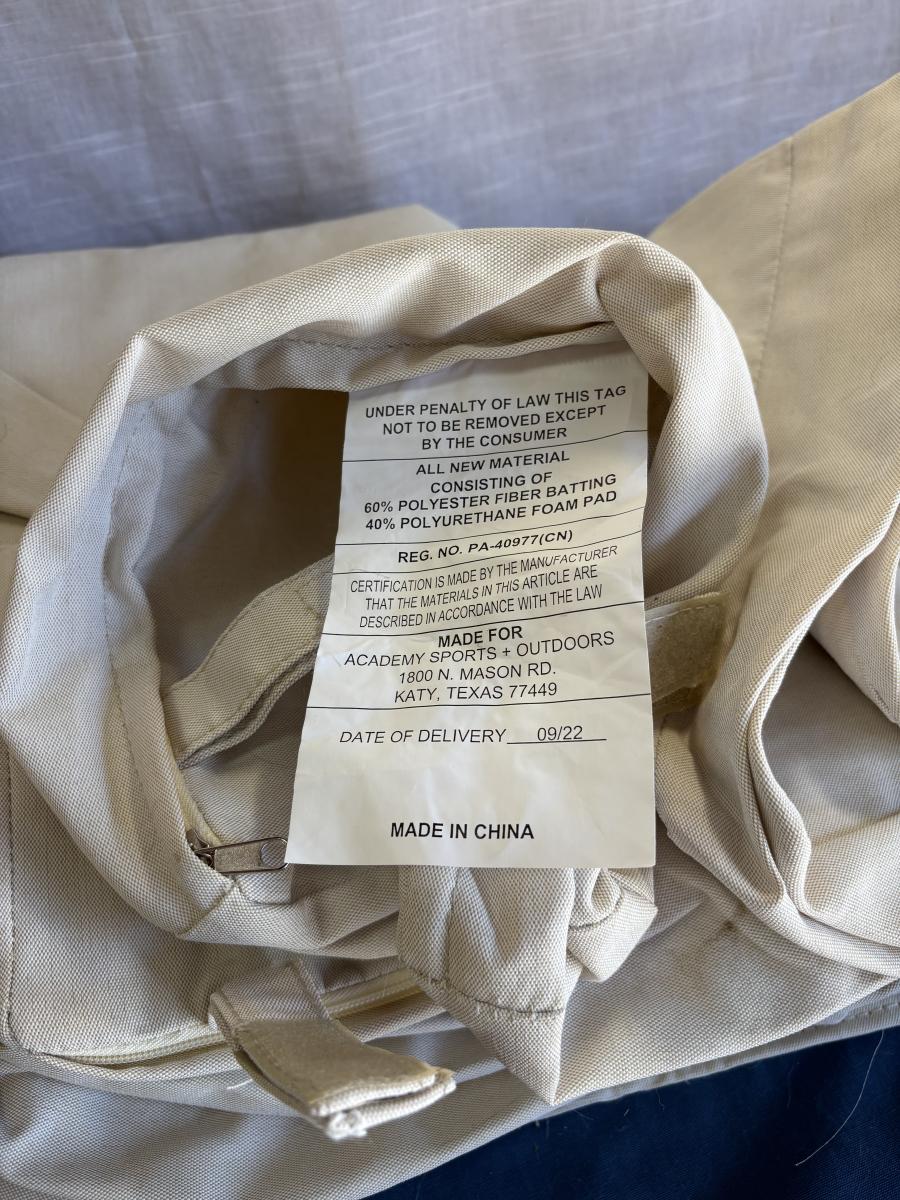 UNDER PENALTY OF LAW THIS TAG
NOT TO BE REMOVED EXCEPT
BY THE CONSUMER
ALL NEW MATERIAL
CONSISTING OF
60% POLYESTER FIBER BATTING
40% POLYURETHANE FOAM PAD
REG. NO. PA-40977(CN)
CERTIFICATION IS MADE BY THE MANUFACTURER
THAT THE MATERIALS IN THIS ARTICLE ARE
DESCRIBED IN ACCORDANCE WITH THE LAW
MADE FOR
ACADEMY SPORTS + OUTDOORS
1800 N. MASON RD.
KATY, TEXAS 77449
DATE OF DELIVERY 09/22
MADE IN CHINA